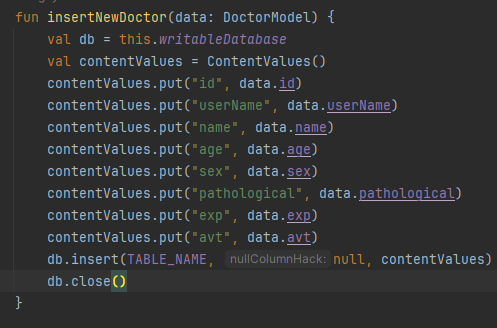 fun insertNewDoctor(data: DoctorModel) {
    val db = this.writableDatabase
    val contentValues = ContentValues()
    contentValues.put("id", data.id)
    contentValues.put("userName", data.userName)
    contentValues.put("name", data.name)
    contentValues.put("age", data.age)
    contentValues.put("sex", data.sex)
    contentValues.put("pathological", data.pathological)
    contentValues.put("exp", data.exp)
    contentValues.put("avt", data.avt)
    db.insert(TABLE_NAME, nullColumnHack: null, contentValues)
    db.close()
}